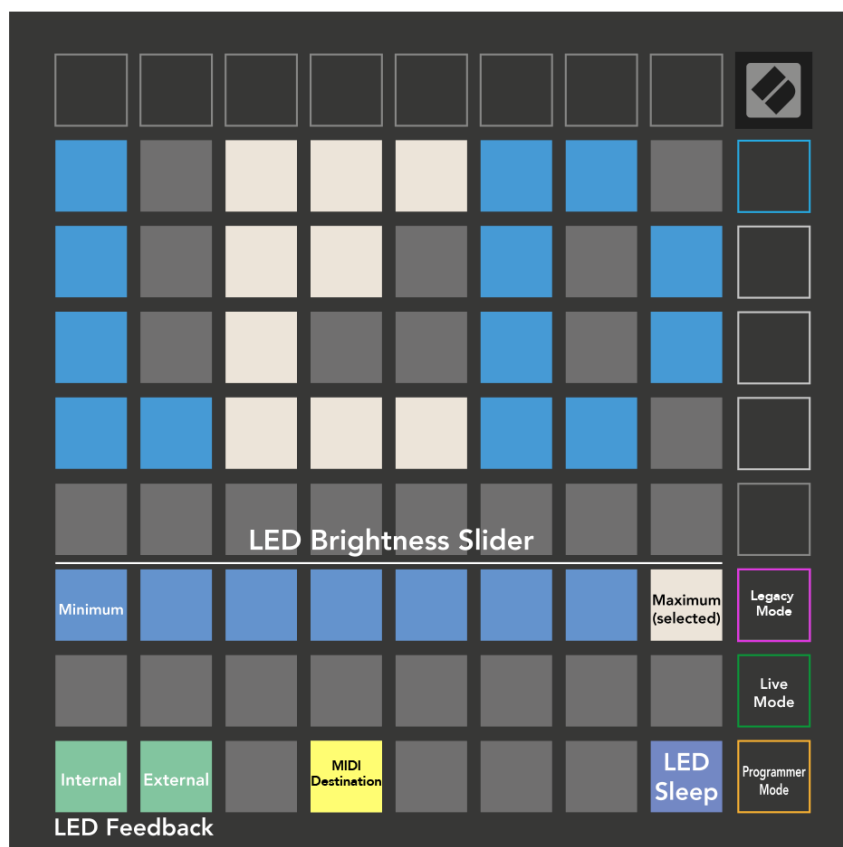 LED Brightness Slider
Minimum
Maximum
(selected)
Legacy
Mode
Live
Mode
Internal
External
MIDI
Destination
LED
Sleep
Programmer
Mode
LED Feedback